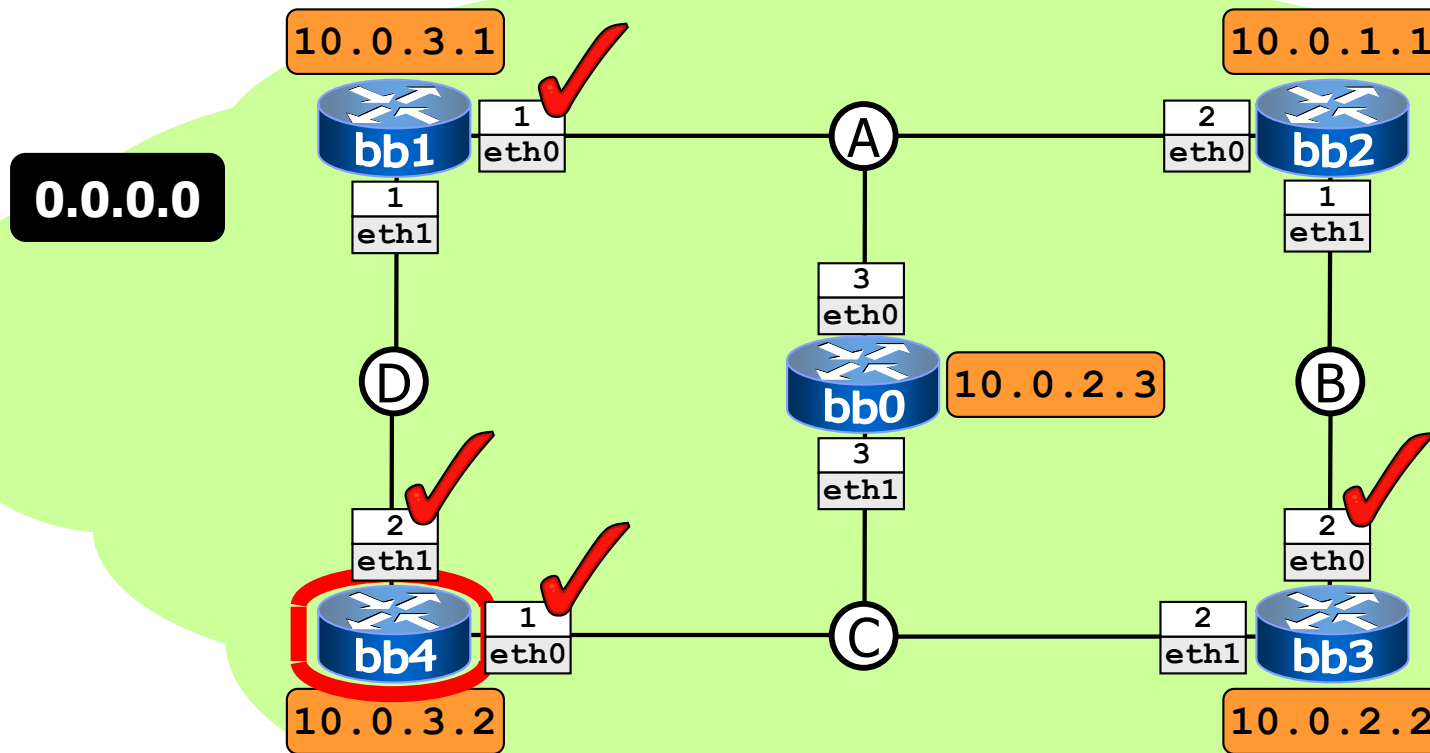 10.0.3.1
10.0.1.1
1
eth0
A
2
eth0
bb1
bb2
0.0.0.0
1
eth1
1
eth1
3
eth0
D
bb0
10.0.2.3
B
3
eth1
2
eth1
2
eth0
bb4
1
eth0
C
2
eth1
bb3
10.0.3.2
10.0.2.2